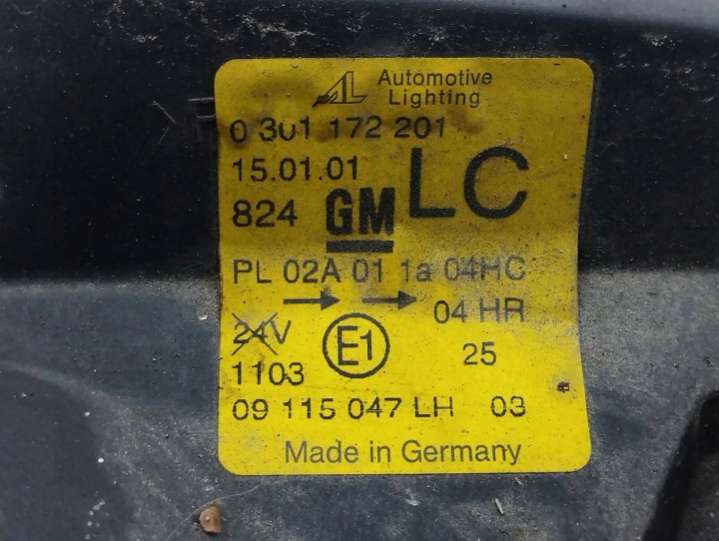 AL Automotive
Lighting
0 301 172 201
15.01.01 LC
824 GM
PL 02A 01 1a 04HC
→ → 04 HR
24V E1 25
1103
09 115 047 LH 03
Made in Germany